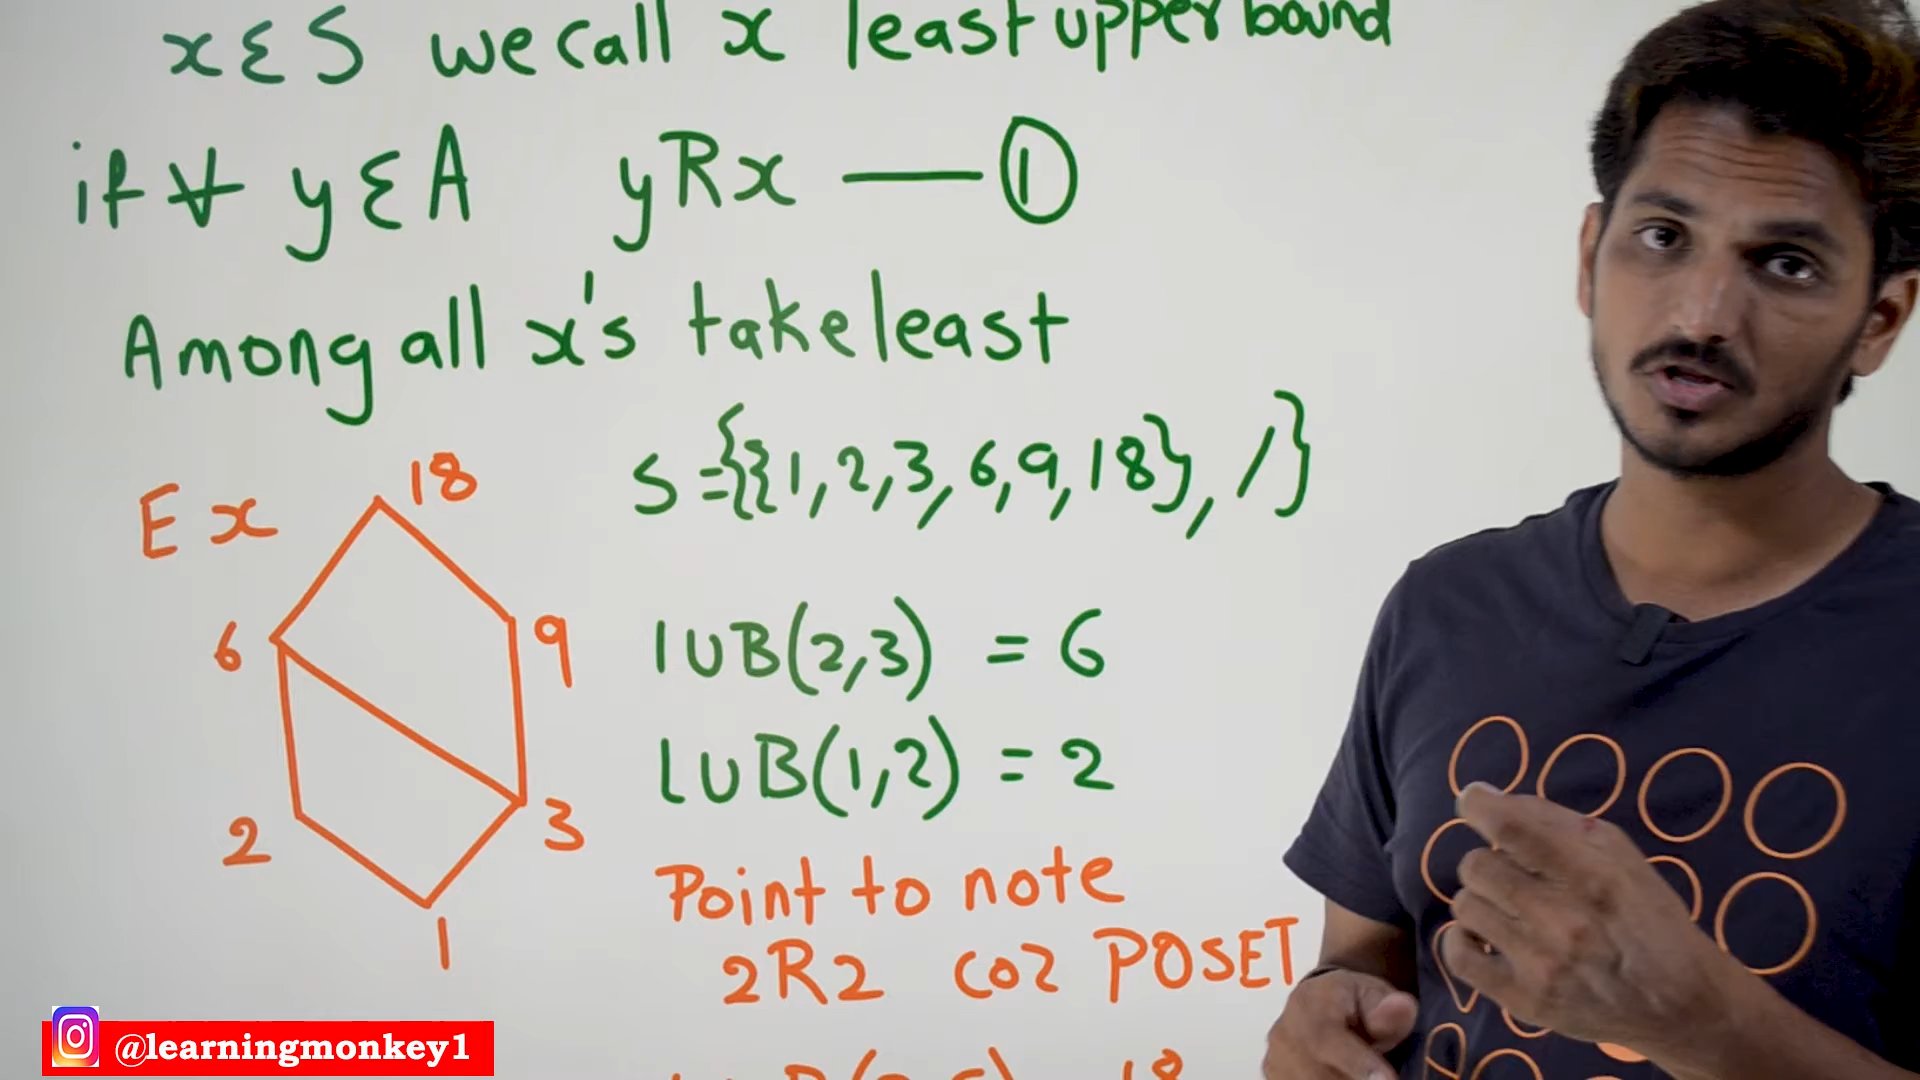 x ε S we call x least upper bound
if ∀ y ε A yRx — ①
Among all x's take least
Ex
18
S = {{1, 2, 3, 6, 9, 18}, /}
6
9
lUB(2,3) = 6
LUB(1,2) = 2
2
3
Point to note
1
2R2 coz POSET
@learningmonkey1
18